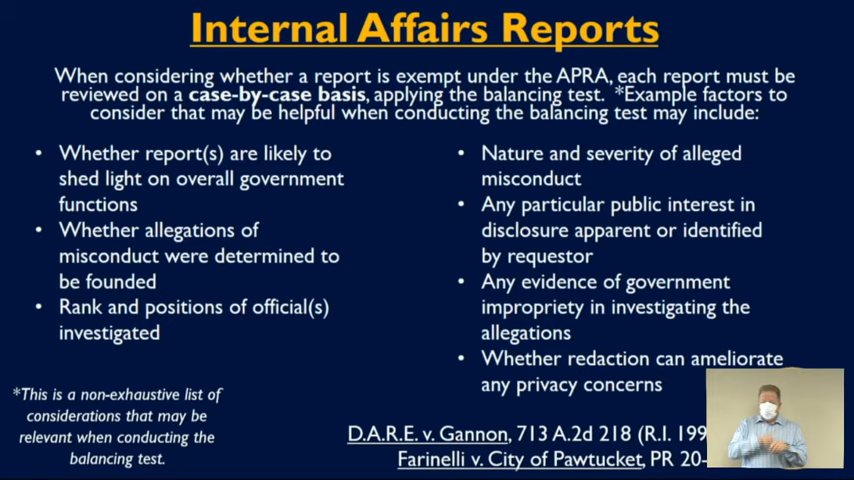 Internal Affairs Reports
When considering whether a report is exempt under the APRA, each report must be
reviewed on a case-by-case basis, applying the balancing test. *Example factors to
consider that may be helpful when conducting the balancing test may include:
• Whether report(s) are likely to
shed light on overall government
functions
• Whether allegations of
misconduct were determined to
be founded
• Rank and positions of official(s)
investigated
• Nature and severity of alleged
misconduct
• Any particular public interest in
disclosure apparent or identified
by requestor
• Any evidence of government
impropriety in investigating the
allegations
• Whether redaction can ameliorate
any privacy concerns
*This is a non-exhaustive list of
considerations that may be
relevant when conducting the
balancing test.
D.A.R.E. v. Gannon, 713 A.2d 218 (R.I. 199
Farinelli v. City of Pawtucket, PR 20-